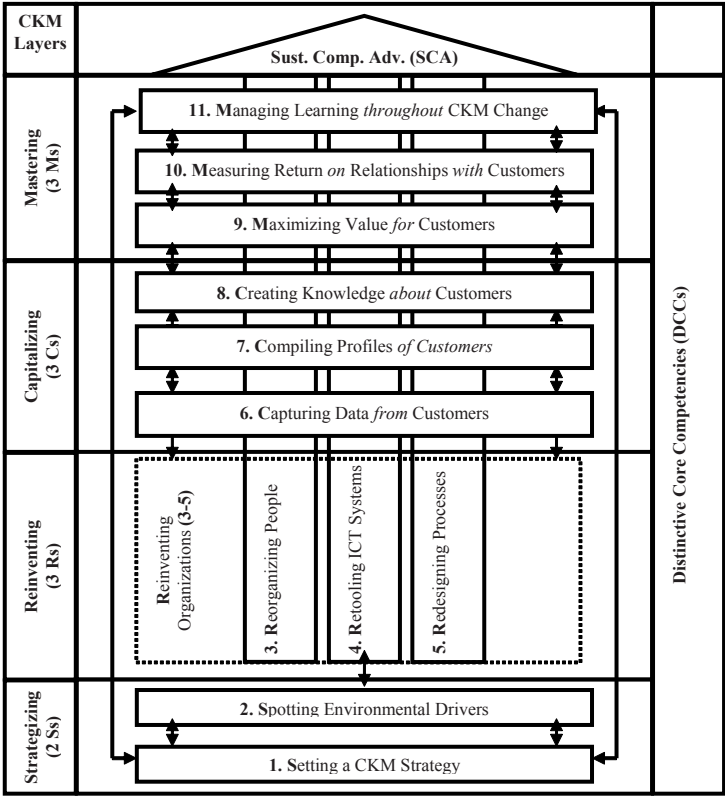 CKM
Layers
Sust. Comp. Adv. (SCA)
Mastering
(3 Ms)
11. Managing Learning throughout CKM Change
10. Measuring Return on Relationships with Customers
9. Maximizing Value for Customers
Capitalizing
(3 Cs)
8. Creating Knowledge about Customers
7. Compiling Profiles of Customers
6. Capturing Data from Customers
Reinventing
(3 Rs)
Reinventing
Organizations (3-5)
3. Reorganizing People
4. Retooling ICT Systems
5. Redesigning Processes
Strategizing
(2 Ss)
2. Spotting Environmental Drivers
1. Setting a CKM Strategy
Distinctive Core Competencies (DCCs)